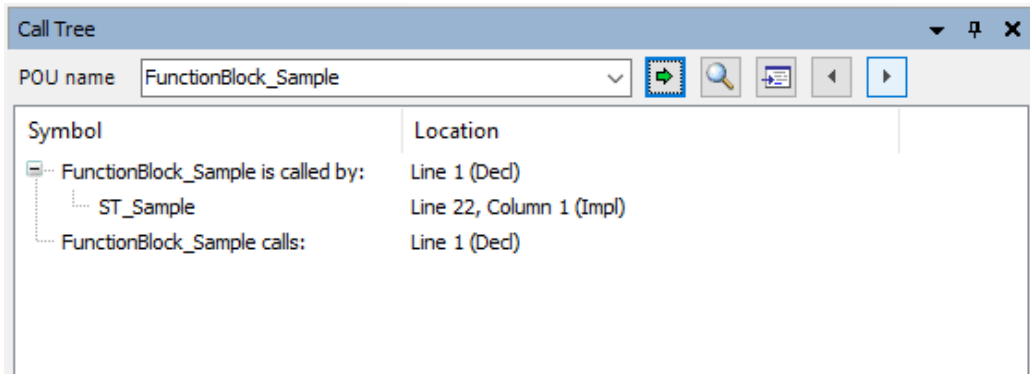 Call Tree
POU name FunctionBlock_Sample
Symbol Location
FunctionBlock_Sample is called by: Line 1 (Decl)
ST_Sample Line 22, Column 1 (Impl)
FunctionBlock_Sample calls: Line 1 (Decl)